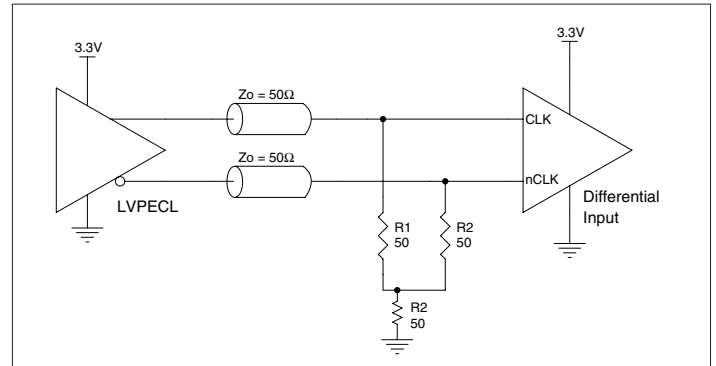 3.3V
3.3V
Zo = 50Ω
CLK
Zo = 50Ω
nCLK
LVPECL
Differential
Input
R1
50
R2
50
R2
50